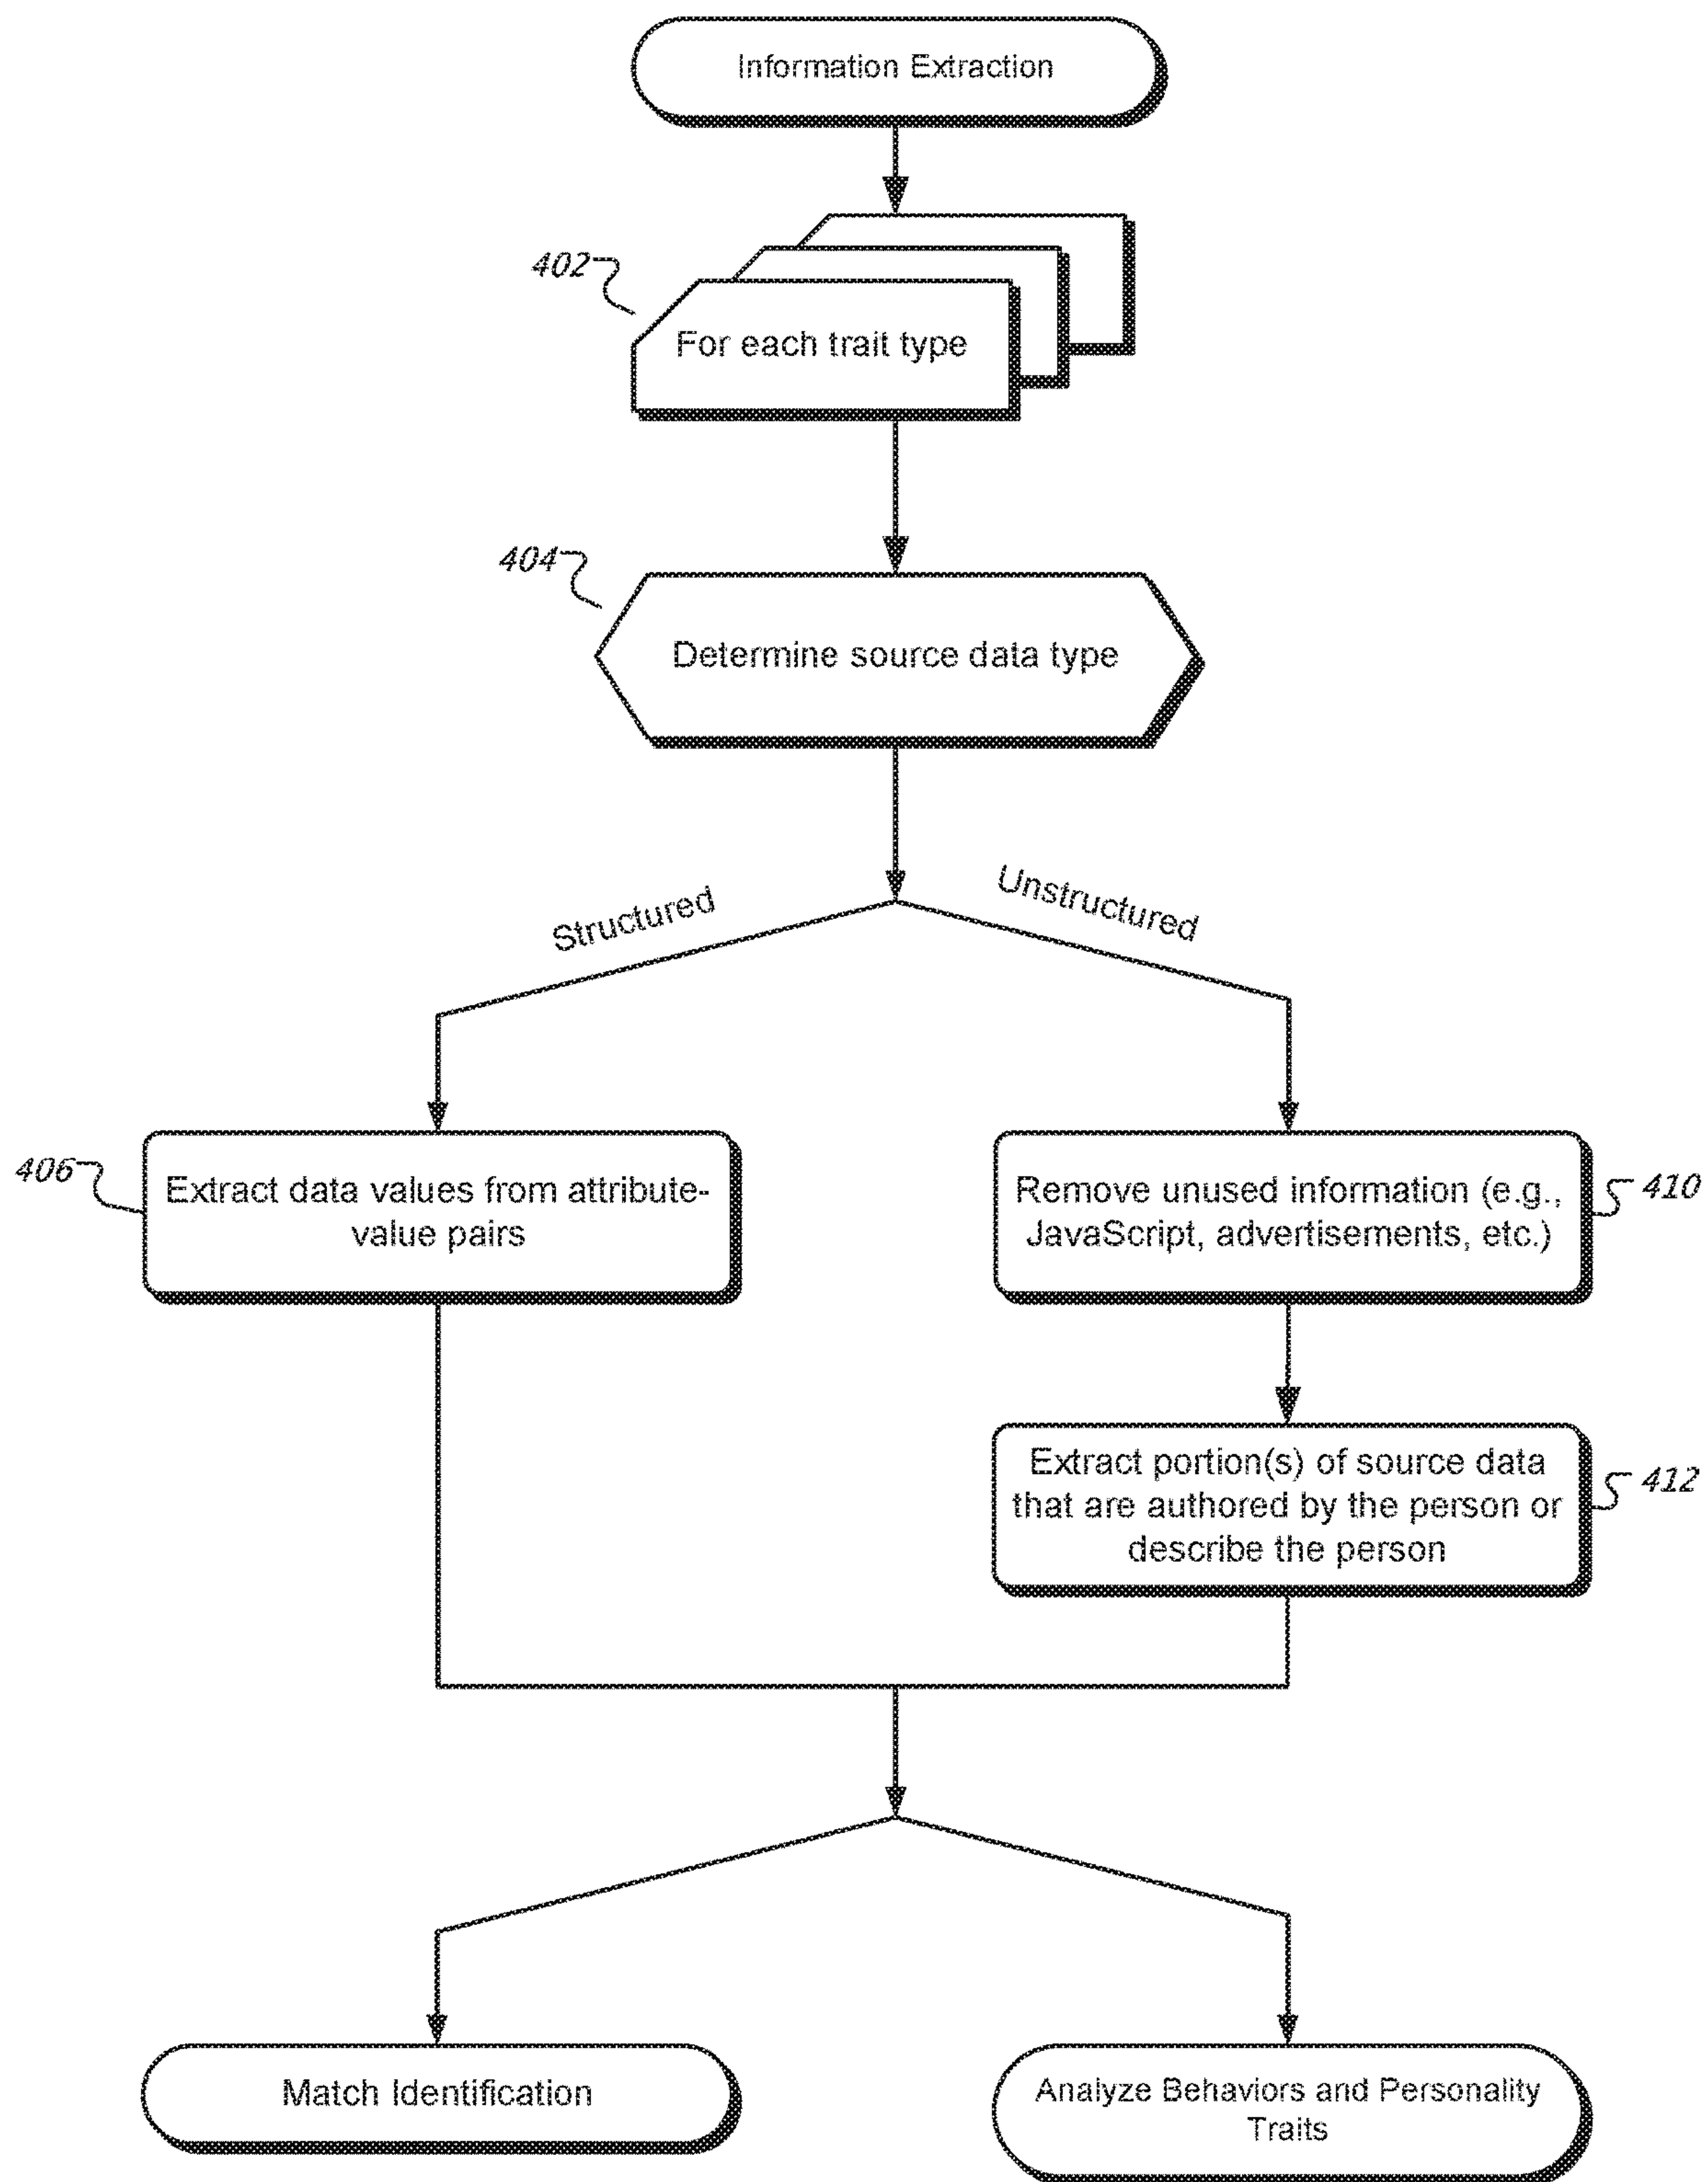 Information Extraction
402
For each trait type
404
Determine source data type
Structured
Unstructured
406
Extract data values from attribute-
value pairs
Remove unused information (e.g.,
JavaScript, advertisements, etc.)
410
Extract portion(s) of source data
that are authored by the person or
describe the person
412
Match Identification
Analyze Behaviors and Personality
Traits